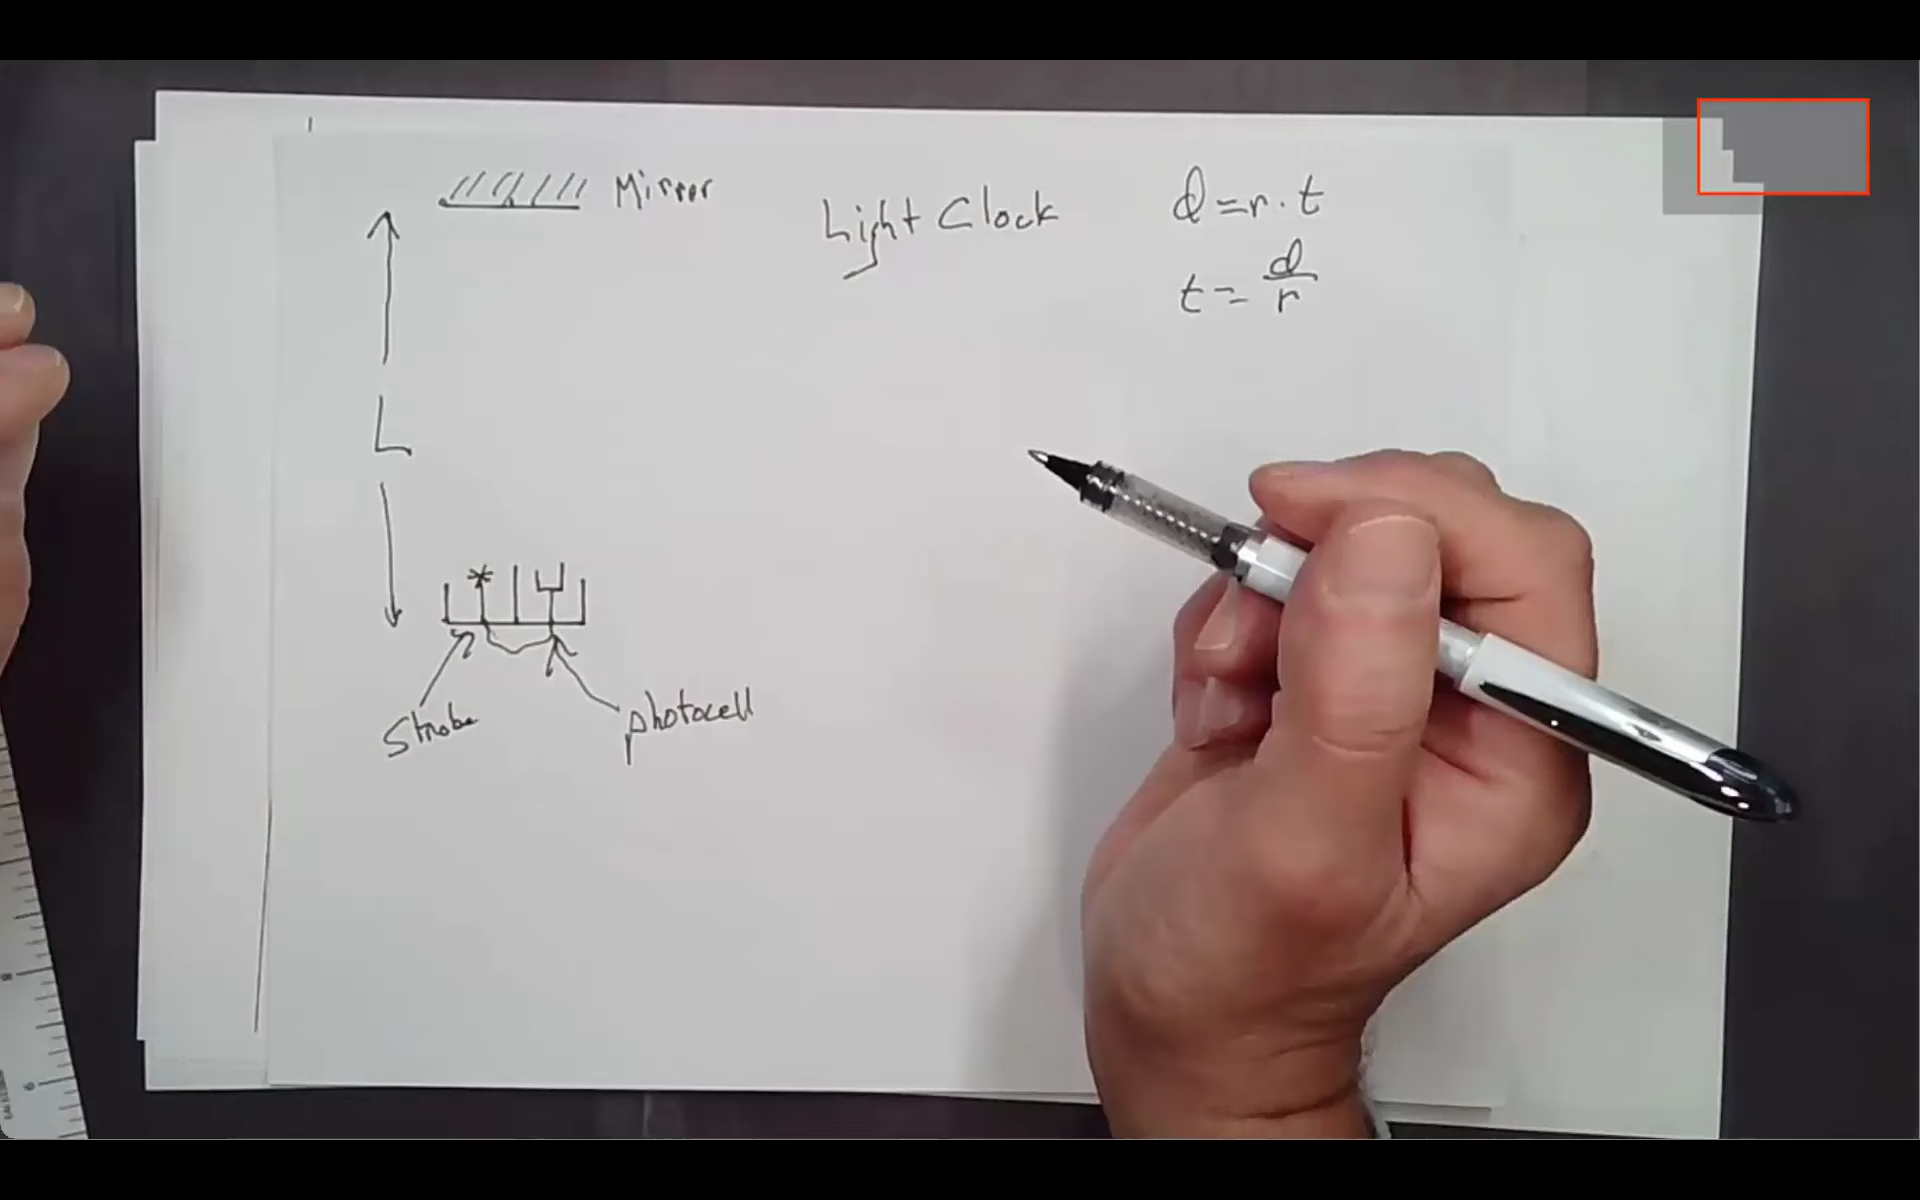 Mirror
Light Clock
d=r·t
t=d/r
L
Strobe
photocell